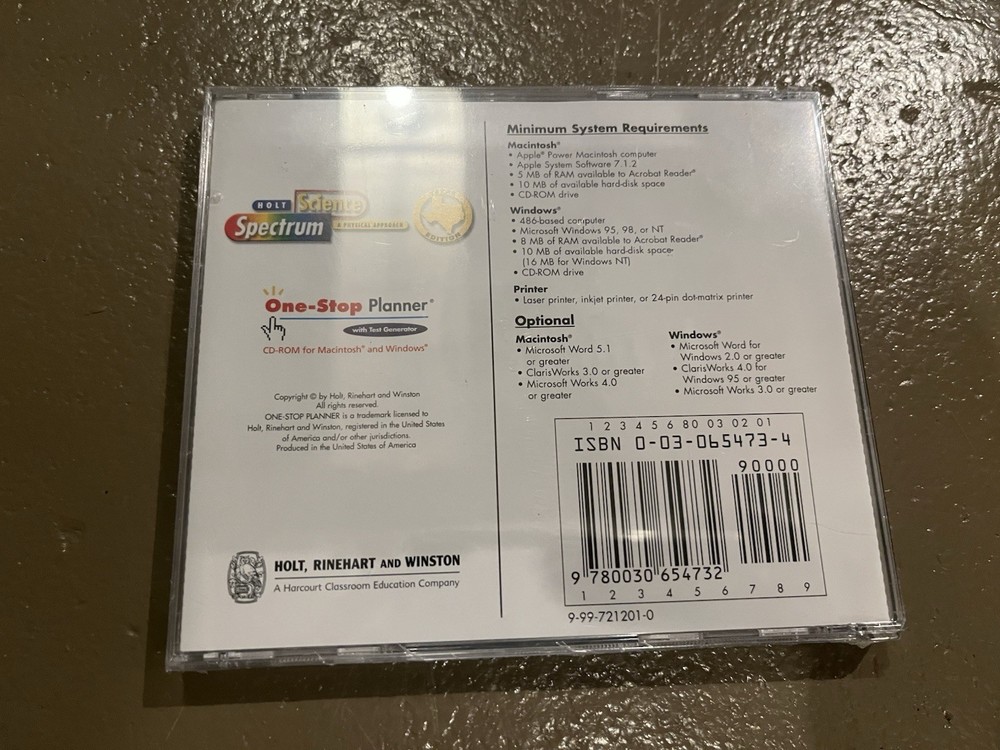 HOLT Science
Spectrum A PHYSICAL APPROACH
TEXAS
EDITION
One-Stop Planner®
with Test Generator
CD-ROM for Macintosh® and Windows®
Copyright © by Holt, Rinehart and Winston
All rights reserved.
ONE-STOP PLANNER is a trademark licensed to
Holt, Rinehart and Winston, registered in the United States
of America and/or other jurisdictions.
Produced in the United States of America
HOLT, RINEHART AND WINSTON
A Harcourt Classroom Education Company
Minimum System Requirements
Macintosh®
• Apple® Power Macintosh computer
• Apple System Software 7.1.2
• 5 MB of RAM available to Acrobat Reader®
• 10 MB of available hard-disk space
• CD-ROM drive
Windows®
• 486-based computer
• Microsoft Windows 95, 98, or NT
• 8 MB of RAM available to Acrobat Reader®
• 10 MB of available hard-disk space
(16 MB for Windows NT)
• CD-ROM drive
Printer
• Laser printer, inkjet printer, or 24-pin dot-matrix printer
Optional
Macintosh®
• Microsoft Word 5.1
or greater
• ClarisWorks 3.0 or greater
• Microsoft Works 4.0
or greater
Windows®
• Microsoft Word for
Windows 2.0 or greater
• ClarisWorks 4.0 for
Windows 95 or greater
• Microsoft Works 3.0 or greater
1 2 3 4 5 6 80 03 02 01
ISBN 0-03-065473-4
90000
9 780030 654732
1 2 3 4 5 6 7 8 9
9-99-721201-0